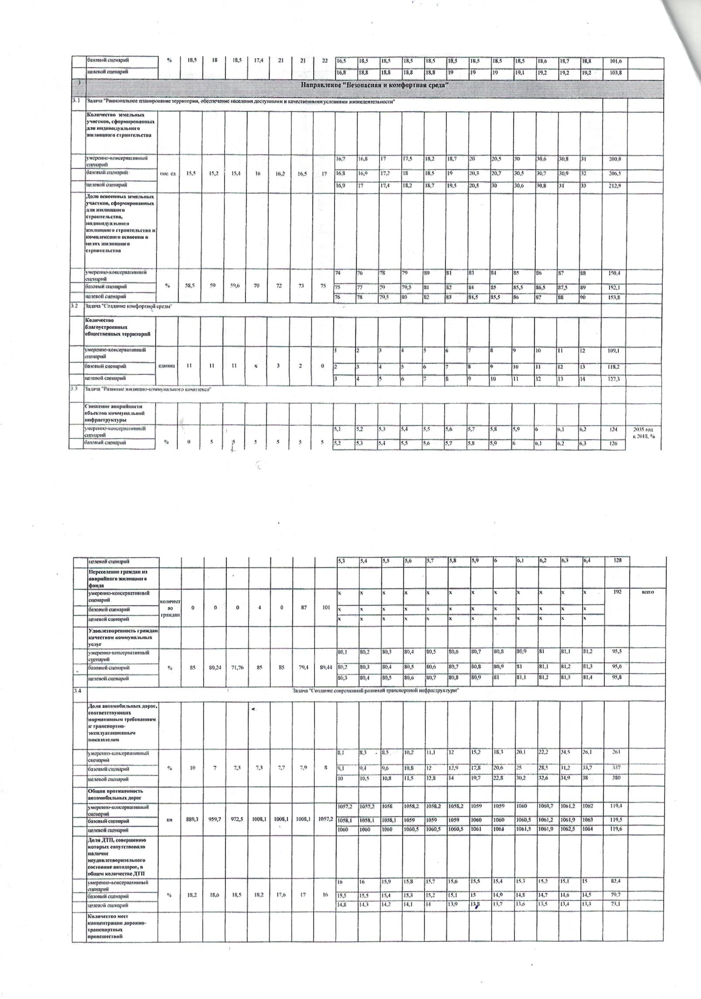 базовый сценарий % 18,5 18 18,5 17,4 21 21 22 16,5 18,5 18,5 18,5 18,5 18,5 18,5 18,5 18,5 18,6 18,7 18,8 101,6
целевой сценарий 16,8 18,8 18,8 18,8 18,8 19 19 19 19,1 19,2 19,2 19,2 103,8
3 Направление "Безопасная и комфортная среда"
3.1 Задача "Рациональное планирование территории, обеспечение населения доступными и качественными условиями жизнедеятельности"
Количество земельных
участков, сформированных
для индивидуального
жилищного строительства
умеренно-консервативный 16,7 16,8 17 17,5 18,2 18,7 20 20,5 30 30,6 30,8 31 200,0
сценарий
базовый сценарий тыс. ед. 15,5 15,2 15,4 16 16,2 16,5 17 16,8 16,9 17,2 18 18,5 19 20,3 20,7 30,5 30,7 30,9 32 206,5
целевой сценарий 16,9 17 17,4 18,2 18,7 19,5 20,5 30 30,6 30,8 31 33 212,9
Доля освоенных земельных
участков, сформированных
для жилищного
строительства,
индивидуального
жилищного строительства и
комплексного освоения в
целях жилищного
строительства
умеренно-консервативный 74 76 78 79 80 81 83 84 85 86 87 88 150,4
сценарий
базовый сценарий % 58,5 59 59,6 70 72 73 75 75 77 79 79,5 81 82 84 85 85,5 86,5 87,5 89 152,1
целевой сценарий 76 78 79,5 80 82 83 84,5 85,5 86 87 88 90 153,8
3.2 Задача "Создание комфортной среды"
Количество
благоустроенных
общественных территорий
умеренно-консервативный 1 2 3 4 5 6 7 8 9 10 11 12 109,1
сценарий
базовый сценарий единиц 11 11 11 х 3 2 0 2 3 4 5 6 7 8 9 10 11 12 13 118,2
целевой сценарий 3 4 5 6 7 8 9 10 11 12 13 14 127,3
3.3 Задача "Развитие жилищно-коммунального комплекса"
Снижение аварийности
объектов коммунальной
инфраструктуры
умеренно-консервативный 5,1 5,2 5,3 5,4 5,5 5,6 5,7 5,8 5,9 6 6,1 6,2 124 2035 год
сценарий к 2018, %
базовый сценарий % 0 5 5 5 5 5 5 5,2 5,3 5,4 5,5 5,6 5,7 5,8 5,9 6 6,1 6,2 6,3 126
целевой сценарий 5,3 5,4 5,5 5,6 5,7 5,8 5,9 6 6,1 6,2 6,3 6,4 128
Переселение граждан из
аварийного жилищного
фонда
умеренно-консервативный х х х х х х х х х х х х 192 всего
сценарий
базовый сценарий количест во граждан 0 0 0 4 0 87 101 х х х х х х х х х х х х
целевой сценарий х х х х х х х х х х х х
Удовлетворенность граждан
качеством коммунальных
услуг
умеренно-консервативный 80,1 80,2 80,3 80,4 80,5 80,6 80,7 80,8 80,9 81 81,1 81,2 95,5
сценарий
базовый сценарий % 85 80,24 71,76 85 85 79,4 89,44 80,2 80,3 80,4 80,5 80,6 80,7 80,8 80,9 81 81,1 81,2 81,3 95,6
целевой сценарий 80,3 80,4 80,5 80,6 80,7 80,8 80,9 81 81,1 81,2 81,3 81,4 95,8
3.4 Задача "Создание современной развитой транспортной инфраструктуры"
Доля автомобильных дорог,
соответствующих
нормативным требованиям
к транспортно-
эксплуатационным
показателям
умеренно-консервативный 8,1 8,3 8,5 10,2 11,1 12 15,2 18,3 20,1 22,2 24,5 26,1 261
сценарий
базовый сценарий % 10 7 7,3 7,3 7,7 7,9 8 9,1 9,4 9,6 10,8 12 12,9 17,8 20,6 25 28,5 31,2 33,7 337
целевой сценарий 10 10,5 10,8 11,5 12,8 14 19,7 22,8 30,2 32,6 34,9 38 380
Общая протяженность
автомобильных дорог
умеренно-консервативный 1057,2 1057,2 1058 1058,2 1058,2 1058,2 1059 1059 1060 1060,7 1061,2 1062 119,4
сценарий
базовый сценарий км 889,3 959,7 972,5 1008,1 1008,1 1008,1 1057,2 1058,1 1058,1 1058,1 1059 1059 1059 1060 1060 1060,5 1061,2 1061,9 1063 119,5
целевой сценарий 1060 1060 1060 1060,5 1060,5 1060,5 1061 1061 1061,5 1061,9 1062,5 1064 119,6
Доля ДТП, совершению
которых сопутствовало
наличие
неудовлетворительного
состояние автодорог, в
общем количестве ДТП
умеренно-консервативный 16 16 15,9 15,8 15,7 15,6 15,5 15,4 15,3 15,2 15,1 15 82,4
сценарий
базовый сценарий % 18,2 18,6 18,5 18,2 17,6 17 16 15,5 15,5 15,4 15,3 15,2 15,1 15 14,9 14,8 14,7 14,6 14,5 79,7
целевой сценарий 14,8 14,3 14,2 14,1 14 13,9 13,8 13,7 13,6 13,5 13,4 13,3 73,1
Количество мест
концентрации дорожно-
транспортных
происшествий